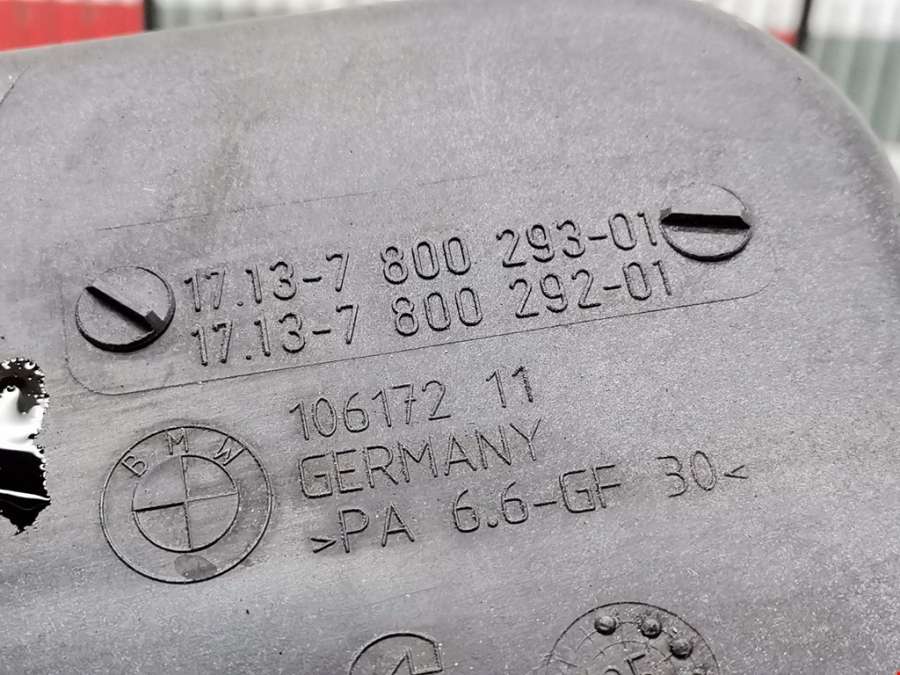 17.13-7 800 293-01
17.13-7 800 292-01
106172 11
GERMANY
BMW
>PA 6.6-GF 30<